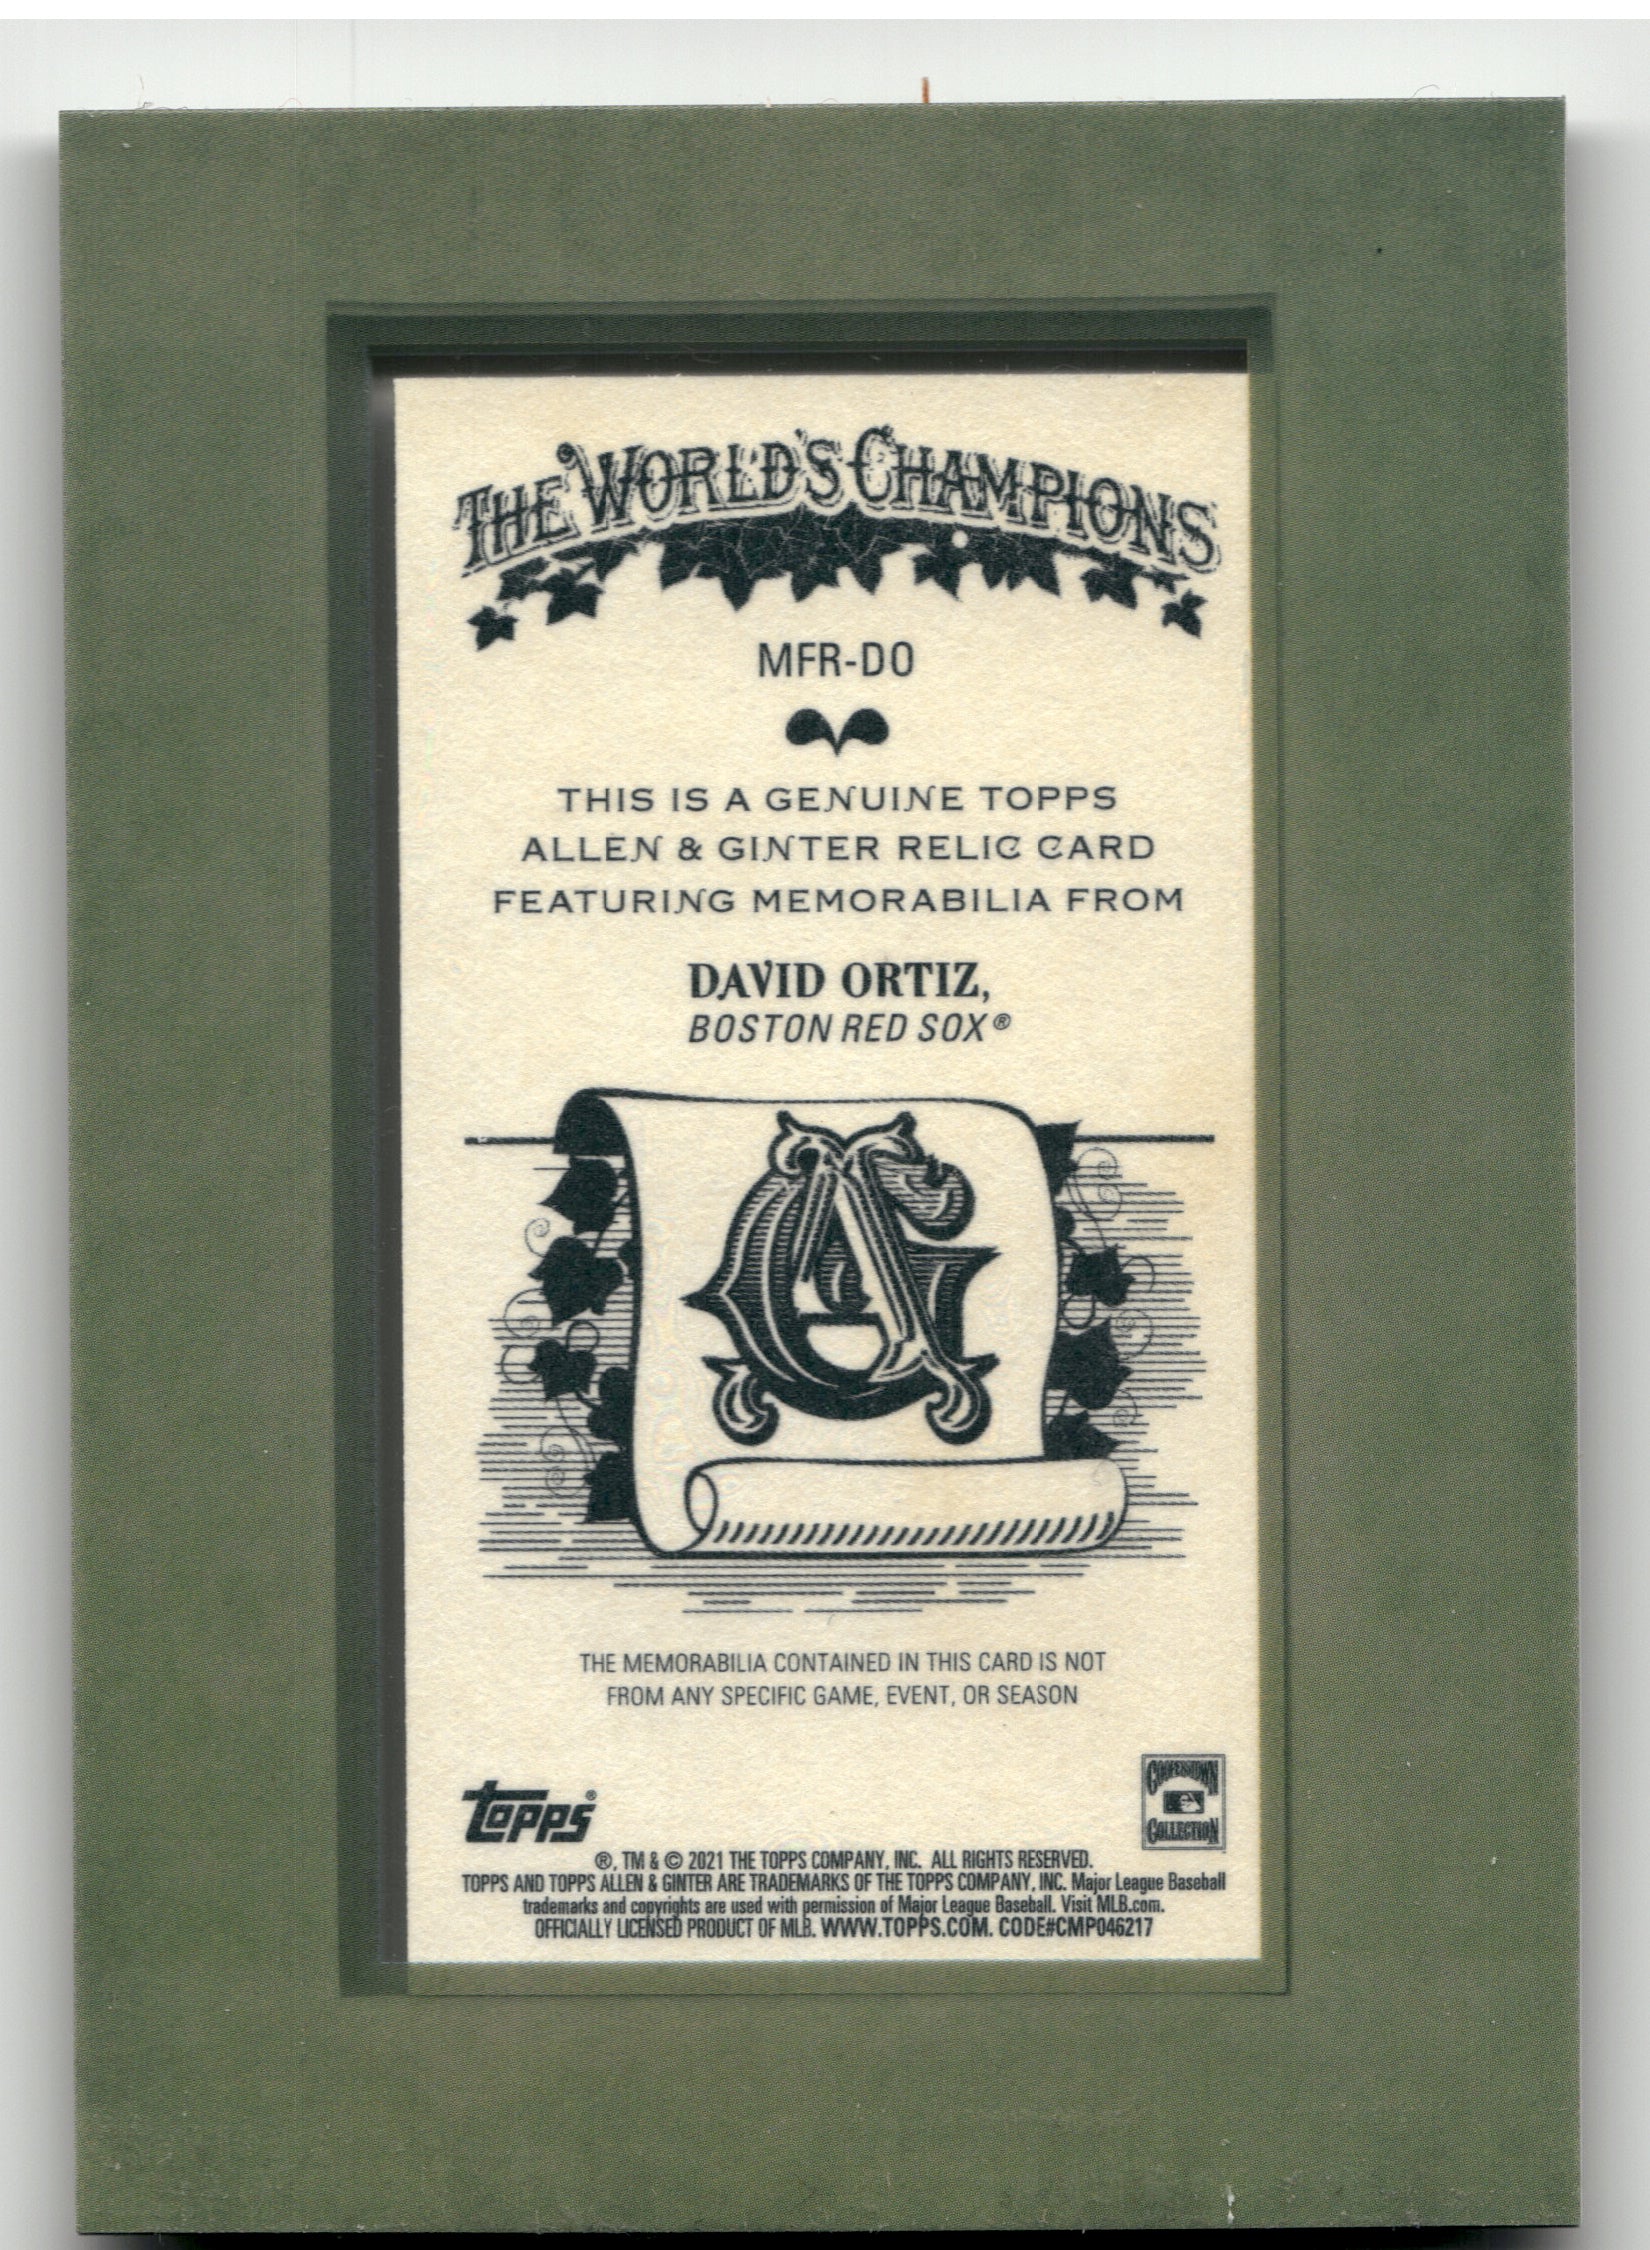 THE WORLD'S CHAMPIONS
MFR-DO
THIS IS A GENUINE TOPPS
ALLEN & GINTER RELIC CARD
FEATURING MEMORABILIA FROM
DAVID ORTIZ,
BOSTON RED SOX®
AG
THE MEMORABILIA CONTAINED IN THIS CARD IS NOT
FROM ANY SPECIFIC GAME, EVENT, OR SEASON
topps®
COOPERSTOWN
COLLECTION
®, TM & © 2021 THE TOPPS COMPANY, INC. ALL RIGHTS RESERVED.
TOPPS AND TOPPS ALLEN & GINTER ARE TRADEMARKS OF THE TOPPS COMPANY, INC. Major League Baseball
trademarks and copyrights are used with permission of Major League Baseball. Visit MLB.com.
OFFICIALLY LICENSED PRODUCT OF MLB. WWW.TOPPS.COM. CODE#CMP046217